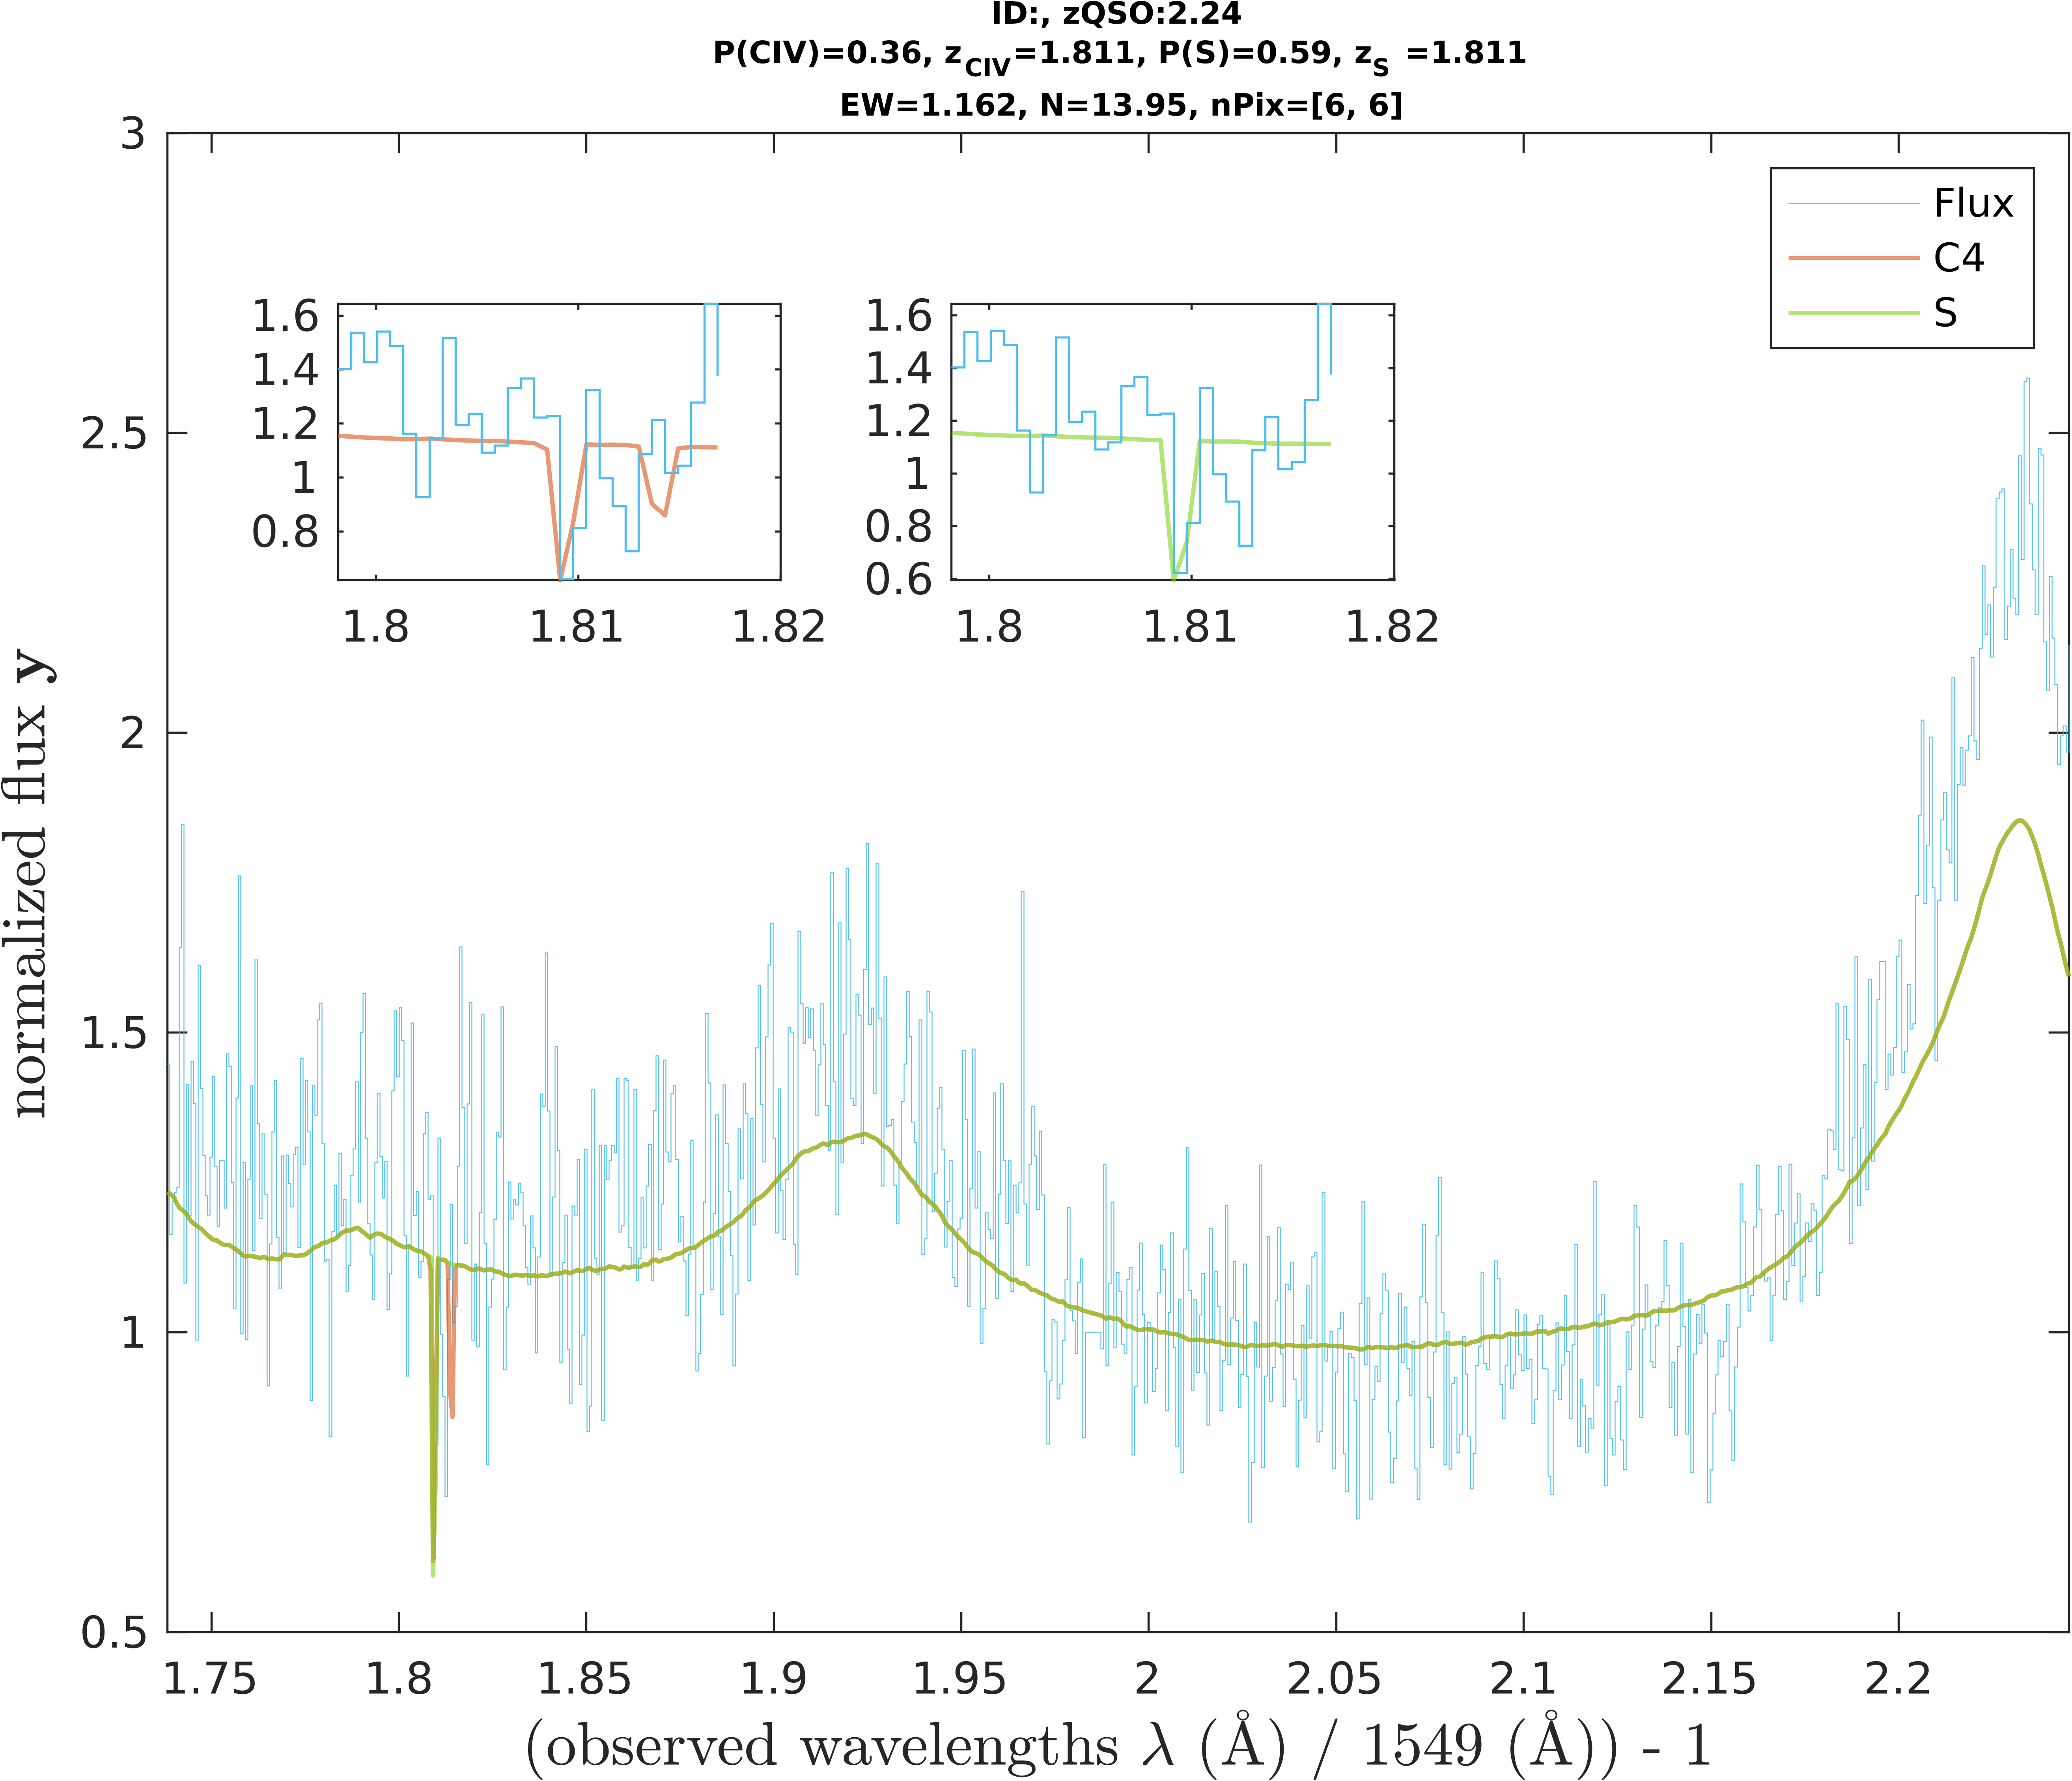 ID:, zQSO:2.24
P(CIV)=0.36, z_CIV=1.811, P(S)=0.59, z_S =1.811
EW=1.162, N=13.95, nPix=[6, 6]
3
2.5
2
1.5
1
0.5
normalized flux y
Flux
C4
S
1.6
1.4
1.2
1
0.8
1.8 1.81 1.82
1.6
1.4
1.2
1
0.8
0.6
1.8 1.81 1.82
1.75 1.8 1.85 1.9 1.95 2 2.05 2.1 2.15 2.2
(observed wavelengths λ (Å) / 1549 (Å)) - 1